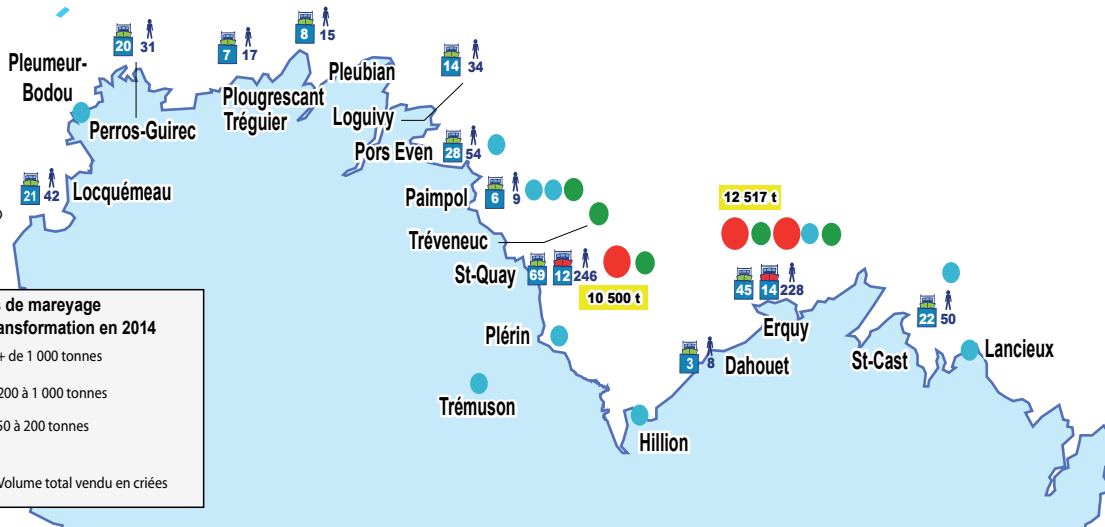 20 31
7 17
8 15
14 34
Pleumeur-
Bodou
Perros-Guirec
Plougrescant
Tréguier
Pleubian
Loguivy
Pors Even
28 54
21 42
Locquémeau
Paimpol
6 9
Tréveneuc
St-Quay
69 12 246
10 500 t
12 517 t
45 14 228
Erquy
22 50
St-Cast
Lancieux
Plérin
3 8
Dahouet
Trémuson
Hillion
de mareyage
ansformation en 2014
+ de 1 000 tonnes
200 à 1 000 tonnes
50 à 200 tonnes
Volume total vendu en criées